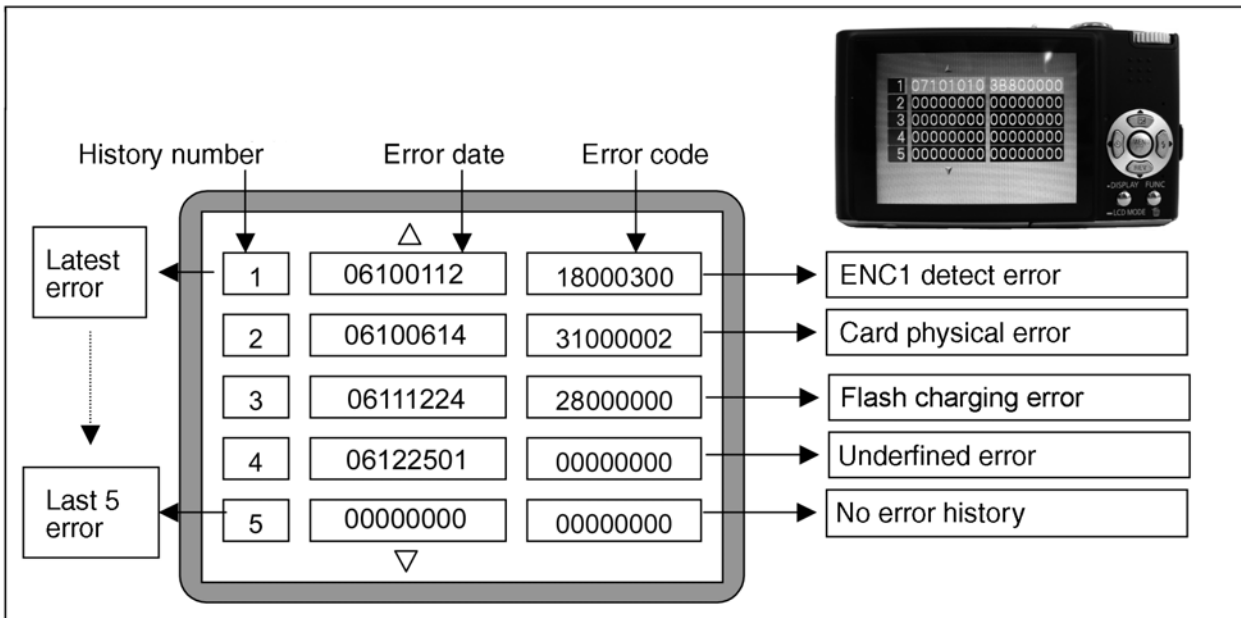 1 07101010 3B800000
2 00000000 00000000
3 00000000 00000000
4 00000000 00000000
5 00000000 00000000
DISPLAY FUNC
LCD MODE
REV
History number Error date Error code
Latest error
1 06100112 18000300 ENC1 detect error
2 06100614 31000002 Card physical error
3 06111224 28000000 Flash charging error
4 06122501 00000000 Underfined error
Last 5 error
5 00000000 00000000 No error history